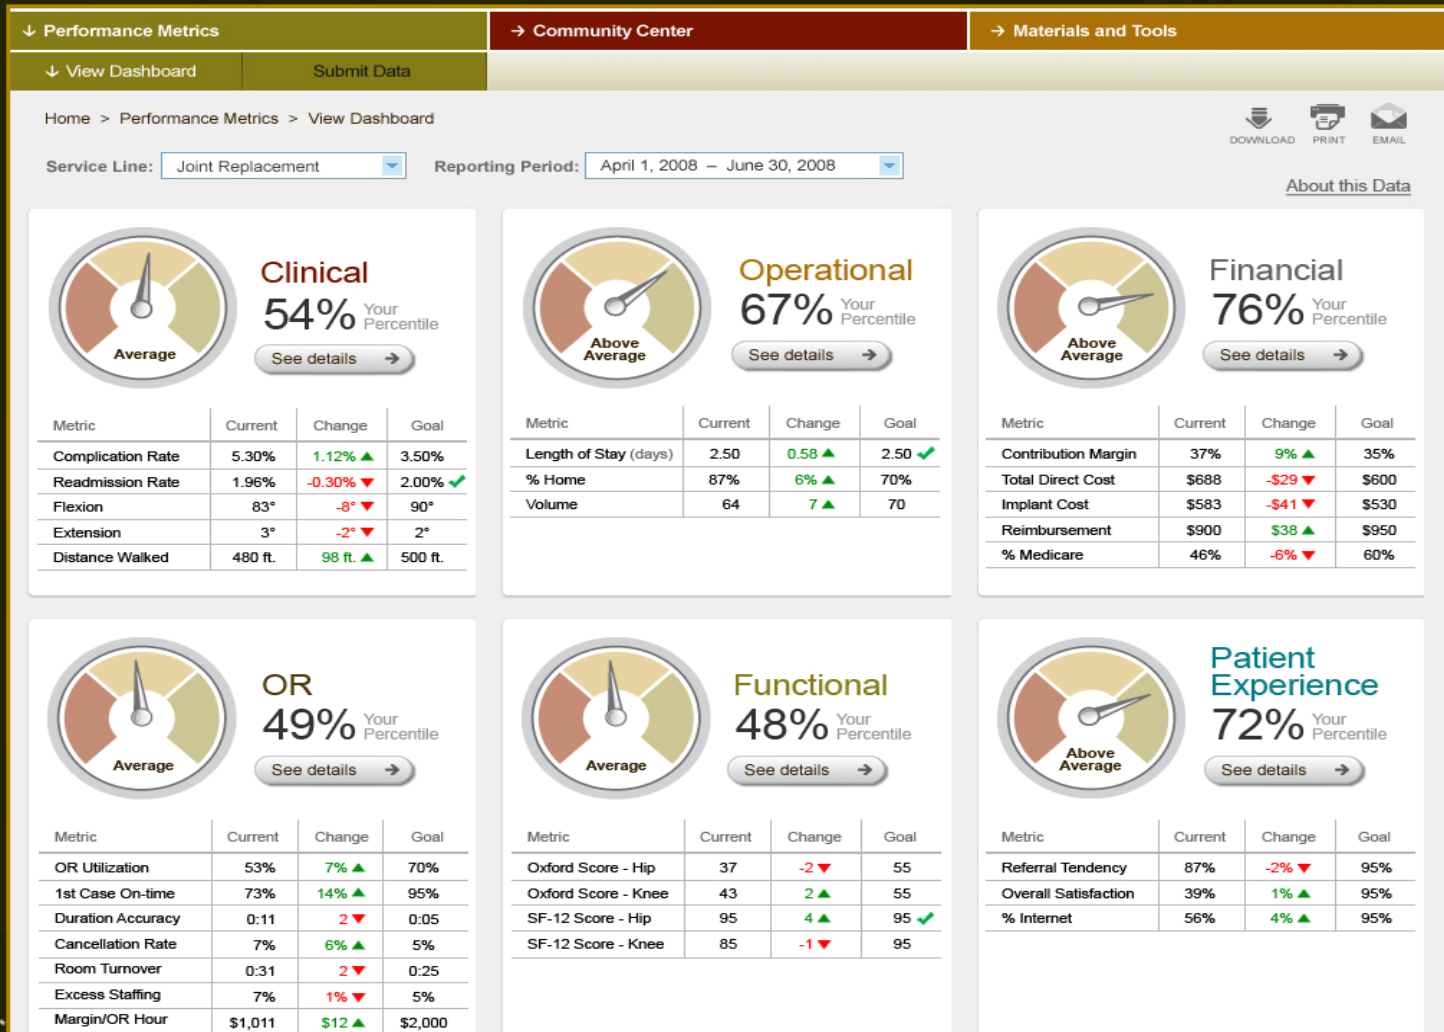 ↓ Performance Metrics
→ Community Center
→ Materials and Tools
↓ View Dashboard
Submit Data
Home > Performance Metrics > View Dashboard
DOWNLOAD PRINT EMAIL
Service Line: Joint Replacement
Reporting Period: April 1, 2008 – June 30, 2008
About this Data
Clinical
54% Your
Percentile
Average
See details →
Metric Current Change Goal
Complication Rate 5.30% 1.12% ▲ 3.50%
Readmission Rate 1.96% -0.30% ▼ 2.00% ✔
Flexion 83° -8° ▼ 90°
Extension 3° -2° ▼ 2°
Distance Walked 480 ft. 98 ft. ▲ 500 ft.
Operational
67% Your
Percentile
Above
Average
See details →
Metric Current Change Goal
Length of Stay (days) 2.50 0.58 ▲ 2.50 ✔
% Home 87% 6% ▲ 70%
Volume 64 7 ▲ 70
Financial
76% Your
Percentile
Above
Average
See details →
Metric Current Change Goal
Contribution Margin 37% 9% ▲ 35%
Total Direct Cost $688 -$29 ▼ $600
Implant Cost $583 -$41 ▼ $530
Reimbursement $900 $38 ▲ $950
% Medicare 46% -6% ▼ 60%
OR
49% Your
Percentile
Average
See details →
Metric Current Change Goal
OR Utilization 53% 7% ▲ 70%
1st Case On-time 73% 14% ▲ 95%
Duration Accuracy 0:11 2 ▼ 0:05
Cancellation Rate 7% 6% ▲ 5%
Room Turnover 0:31 2 ▼ 0:25
Excess Staffing 7% 1% ▼ 5%
Margin/OR Hour $1,011 $12 ▲ $2,000
Functional
48% Your
Percentile
Average
See details →
Metric Current Change Goal
Oxford Score - Hip 37 -2 ▼ 55
Oxford Score - Knee 43 2 ▲ 55
SF-12 Score - Hip 95 4 ▲ 95 ✔
SF-12 Score - Knee 85 -1 ▼ 95
Patient
Experience
72% Your
Percentile
Above
Average
See details →
Metric Current Change Goal
Referral Tendency 87% -2% ▼ 95%
Overall Satisfaction 39% 1% ▲ 95%
% Internet 56% 4% ▲ 95%